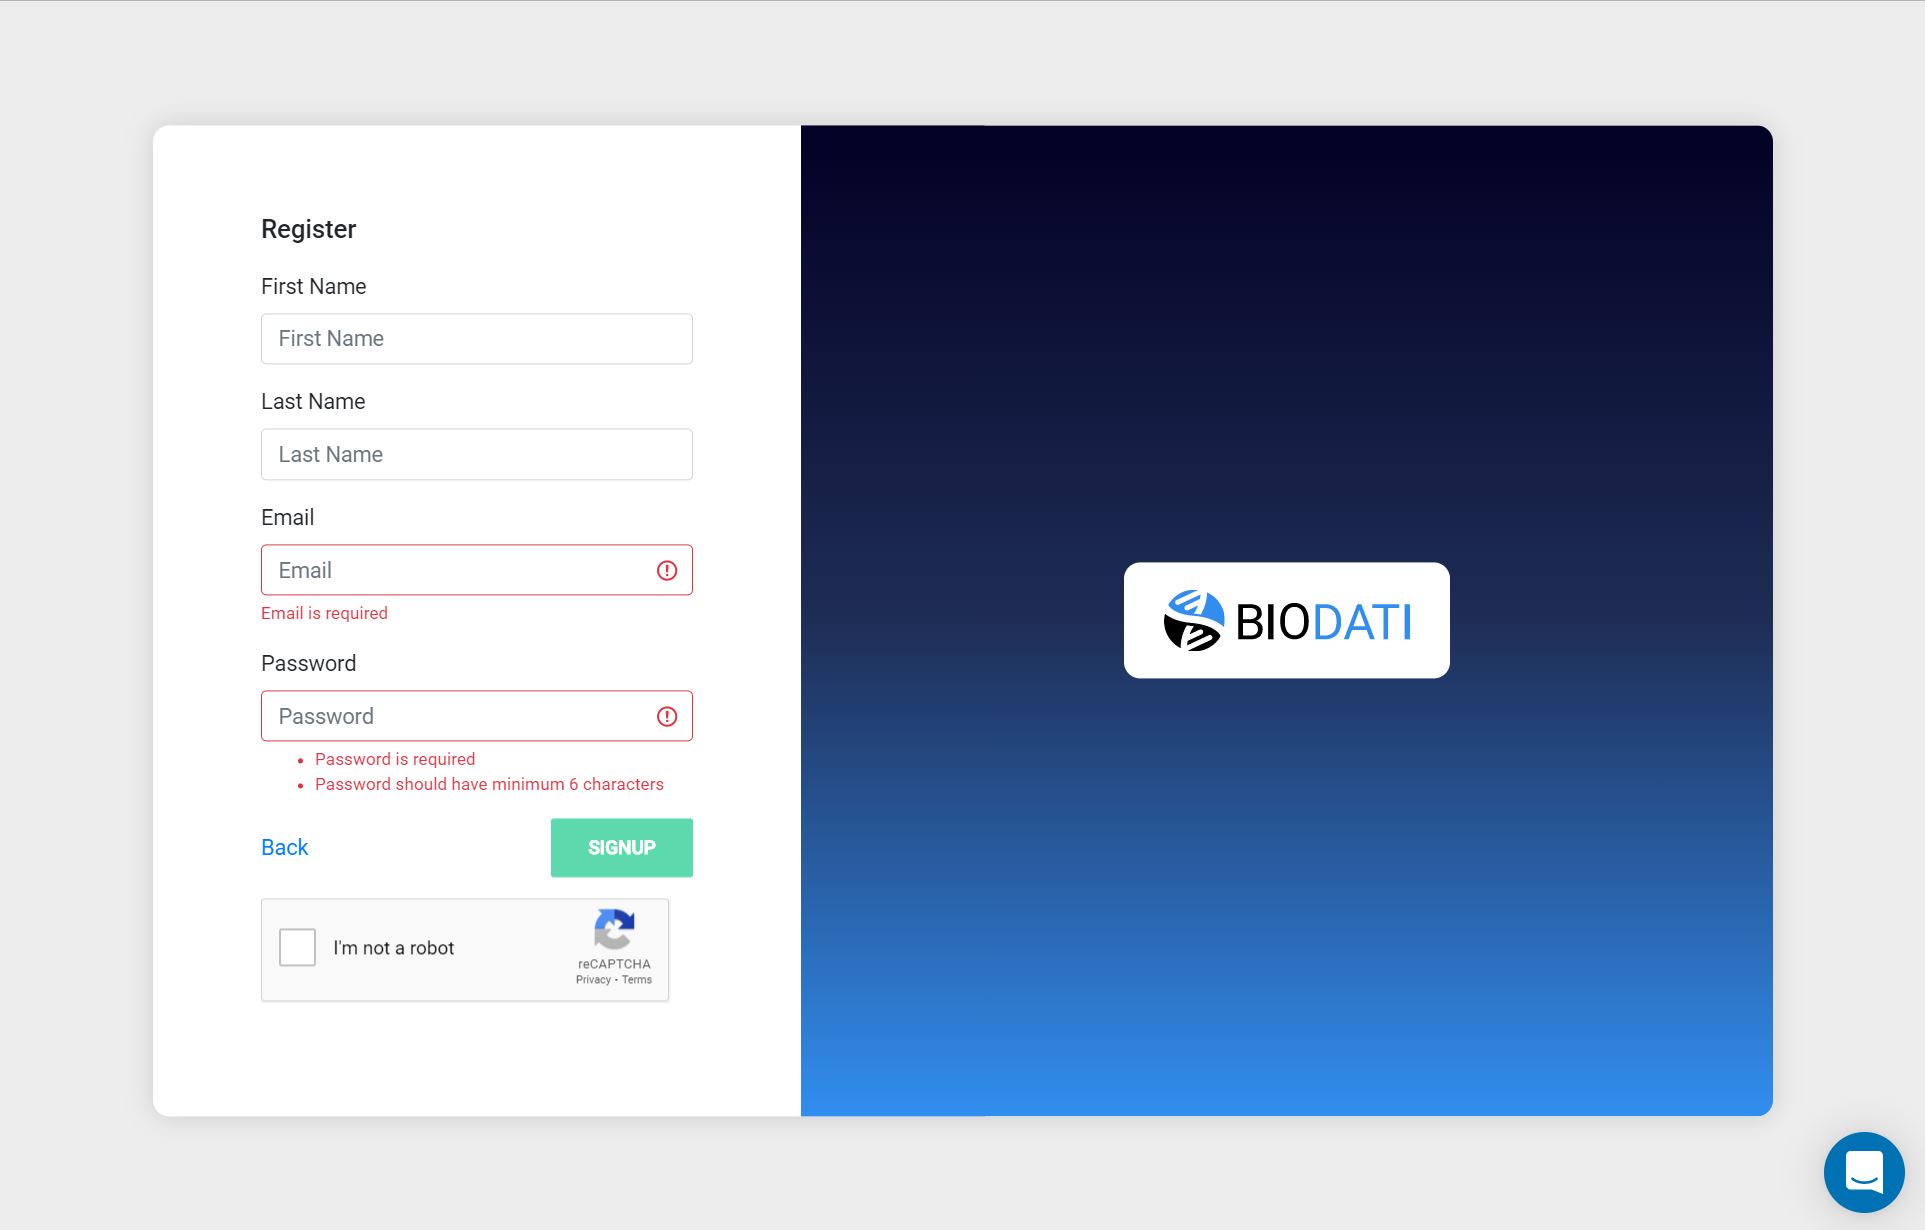 Register
First Name
First Name
Last Name
Last Name
Email
Email
Email is required
Password
Password
• Password is required
• Password should have minimum 6 characters
Back
SIGNUP
I'm not a robot
reCAPTCHA
Privacy • Terms
BIODATI